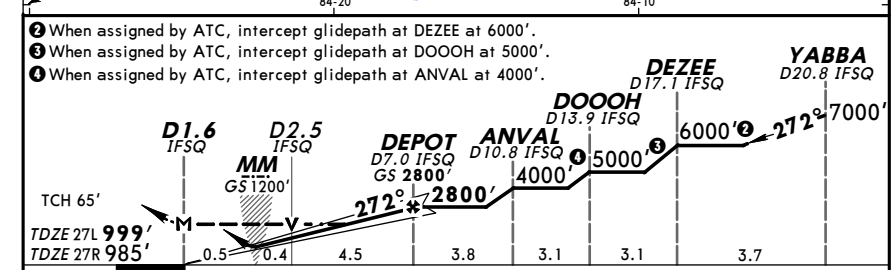 84-20 84-10
❷ When assigned by ATC, intercept glidepath at DEZEE at 6000'.
❸ When assigned by ATC, intercept glidepath at DOOOH at 5000'.
❹ When assigned by ATC, intercept glidepath at ANVAL at 4000'.
YABBA
D20.8 IFSQ
DEZEE
D17.1 IFSQ
DOOOH
D13.9 IFSQ
D1.6
IFSQ
D2.5
IFSQ
DEPOT
D7.0 IFSQ
GS 2800'
ANVAL
D10.8 IFSQ
MM
GS 1200'
272° 2800' 4000' ❹ 5000' ❸ 6000' ❷ 272° 7000'
TCH 65'
M V
TDZE 27L 999'
TDZE 27R 985'
0.5 0.4 4.5 3.8 3.1 3.1 3.7